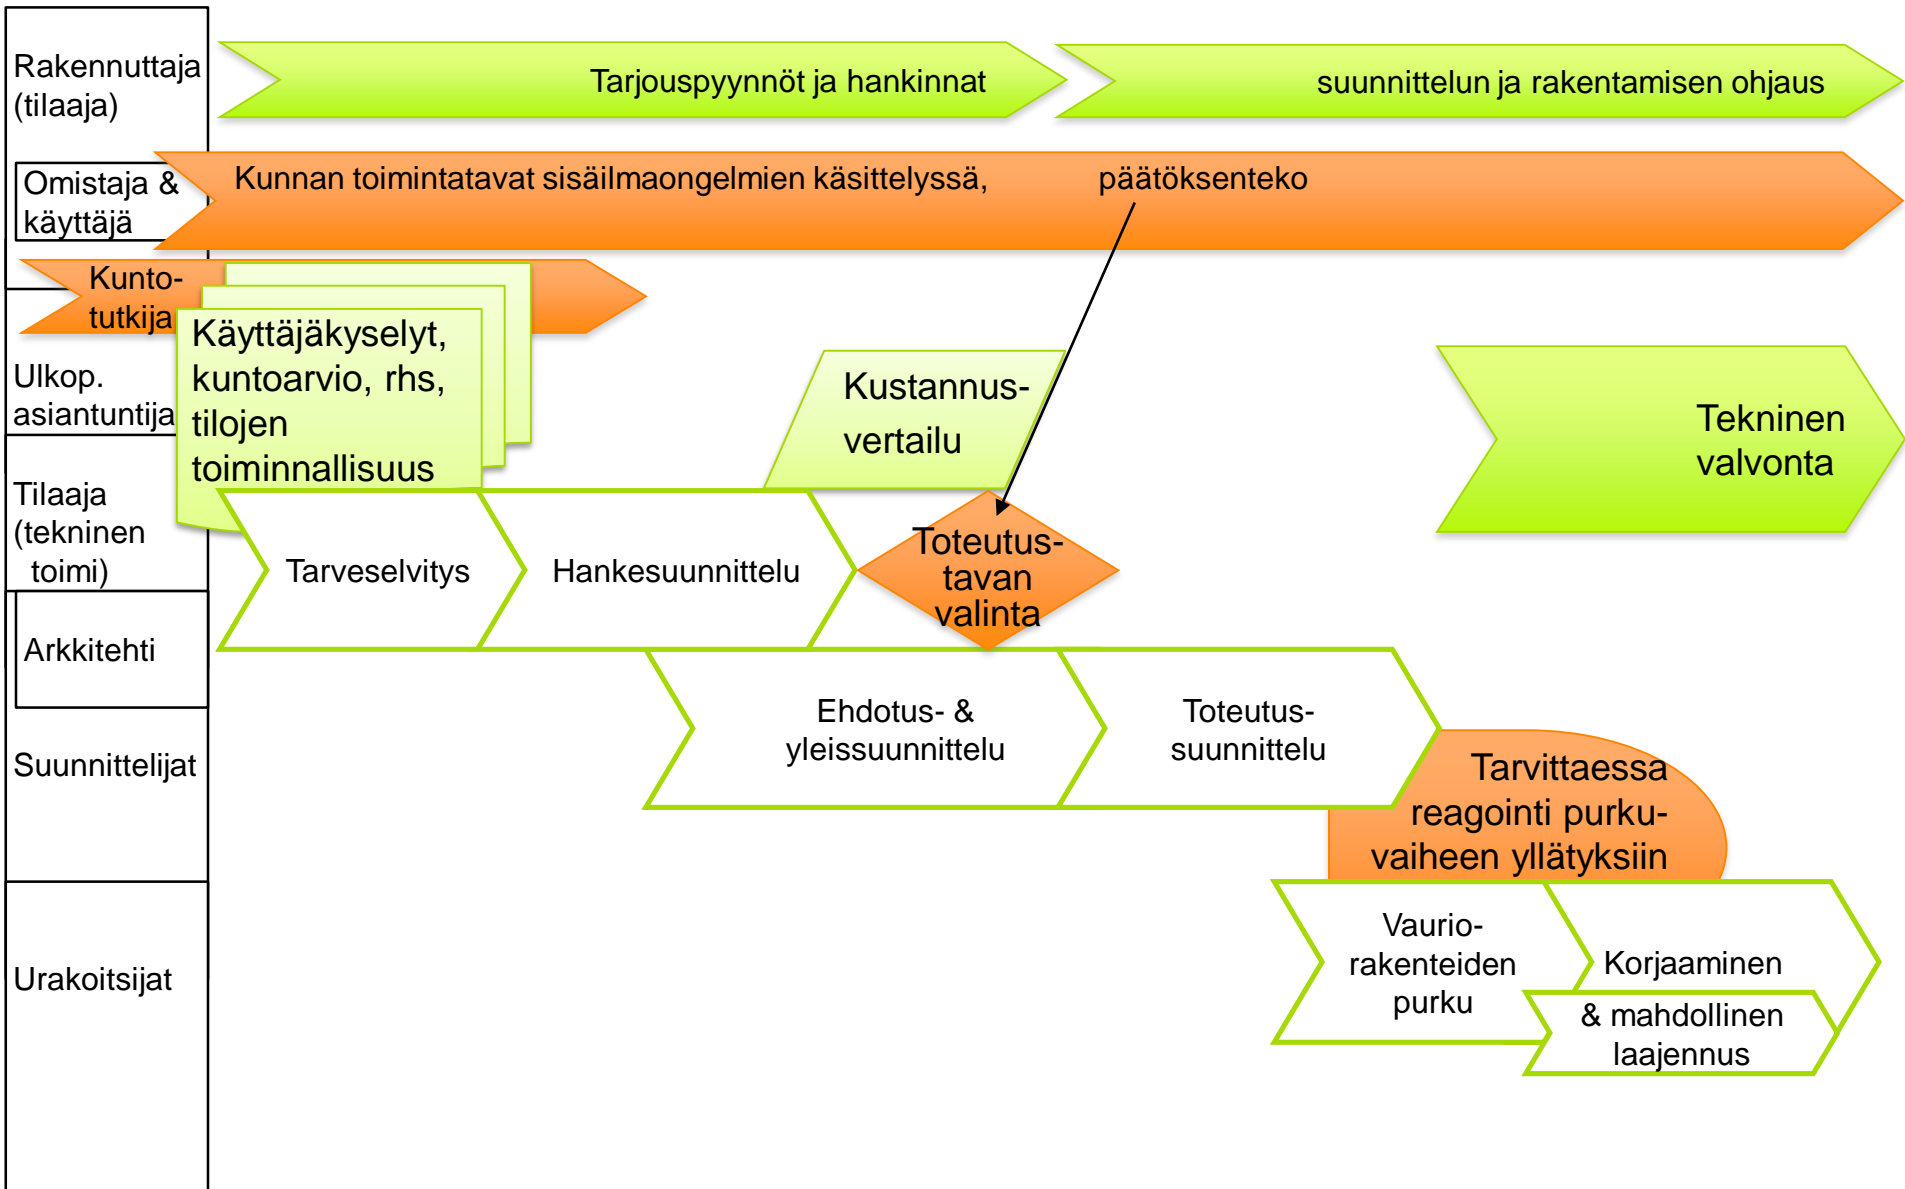 Rakennuttaja
(tilaaja)
Tarjouspyynnöt ja hankinnat
suunnittelun ja rakentamisen ohjaus
Omistaja &
käyttäjä
Kunnan toimintatavat sisäilmaongelmien käsittelyssä, päätöksenteko
Kunto-
tutkija
Käyttäjäkyselyt,
kuntoarvio, rhs,
tilojen
toiminnallisuus
Ulkop.
asiantuntija
Kustannus-
vertailu
Tekninen
valvonta
Tilaaja
(tekninen
toimi)
Tarveselvitys
Hankesuunnittelu
Toteutus-
tavan
valinta
Arkkitehti
Ehdotus- &
yleissuunnittelu
Toteutus-
suunnittelu
Suunnittelijat
Tarvittaessa
reagointi purku-
vaiheen yllätyksiin
Urakoitsijat
Vaurio-
rakenteiden
purku
Korjaaminen
& mahdollinen
laajennus